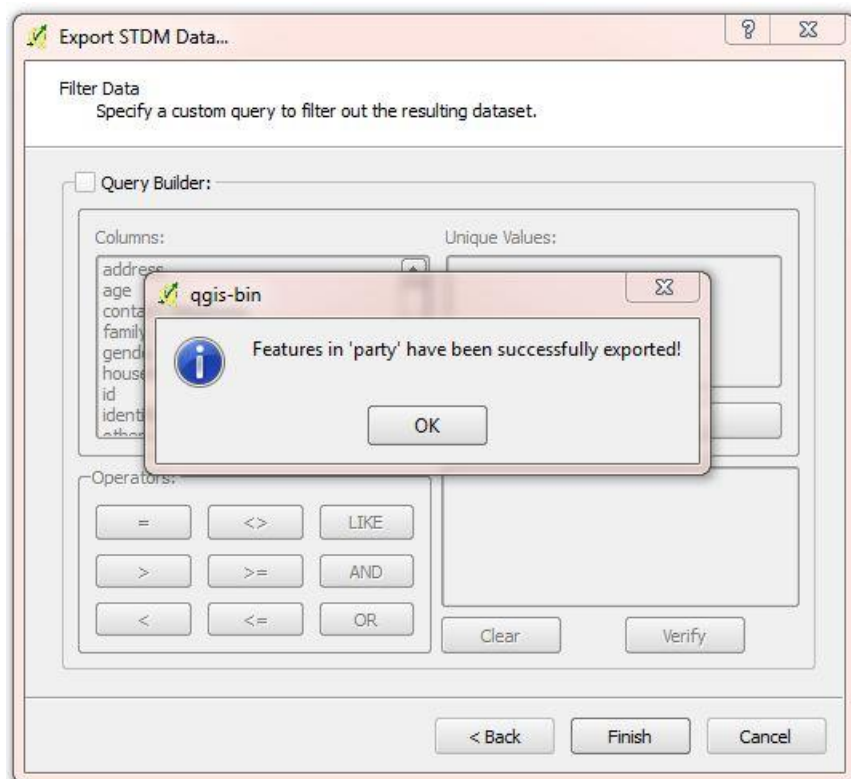 Export STDM Data...
Filter Data
Specify a custom query to filter out the resulting dataset.
Query Builder:
Columns:
Unique Values:
address
age
qgis-bin
Features in 'party' have been successfully exported!
id
OK
Operators:
= <> LIKE
> >= AND
< <= OR
Clear
Verify
< Back
Finish
Cancel